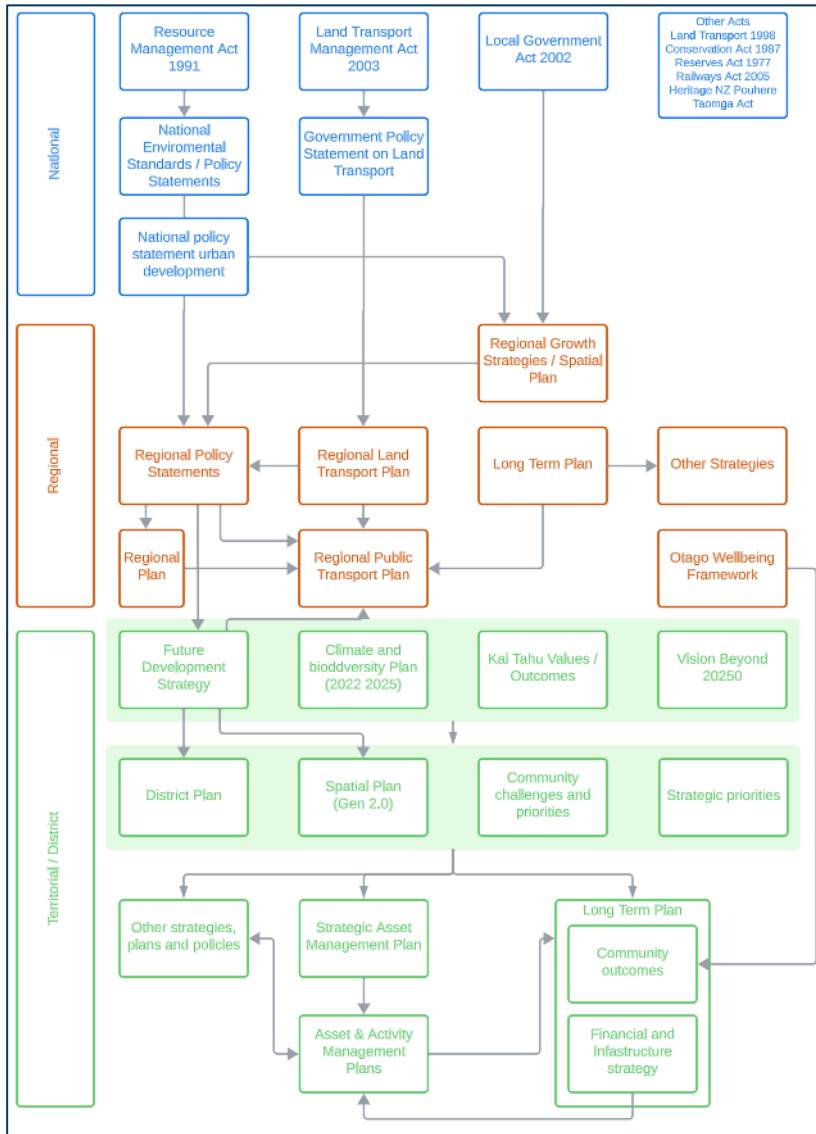 National
Resource
Management Act
1991
Land Transport
Management Act
2003
Local Government
Act 2002
Other Acts
Land Transport 1998
Conservation Act 1987
Reserves Act 1977
Railways Act 2005
Heritage NZ Pouhere
Taomga Act
National
Enviromental
Standards / Policy
Statements
Government Policy
Statement on Land
Transport
National policy
statement urban
development
Regional
Regional Growth
Strategies / Spatial
Plan
Regional Policy
Statements
Regional Land
Transport Plan
Long Term Plan
Other Strategies
Regional
Plan
Regional Public
Transport Plan
Otago Wellbeing
Framework
Territorial / District
Future
Development
Strategy
Climate and
bioddversity Plan
(2022 2025)
Kai Tahu Values /
Outcomes
Vision Beyond
20250
District Plan
Spatial Plan
(Gen 2.0)
Community
challenges and
priorities
Strategic priorities
Other strategies,
plans and policies
Strategic Asset
Management Plan
Long Term Plan
Community
outcomes
Asset & Activity
Management
Plans
Financial and
Infastructure
strategy